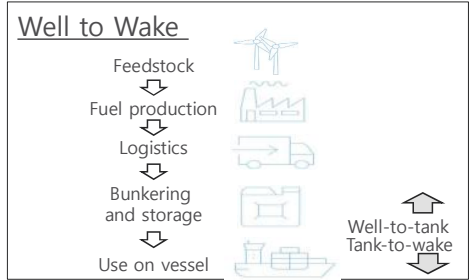 Well to Wake
Feedstock
Fuel production
Logistics
Bunkering
and storage
Use on vessel
Well-to-tank
Tank-to-wake